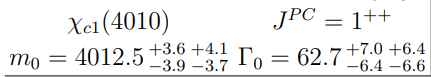 χc1(4010) J^PC = 1^++
m0 = 4012.5 +3.6 −3.9 +4.1 −3.7 Γ0 = 62.7 +7.0 −6.4 +6.4 −6.6